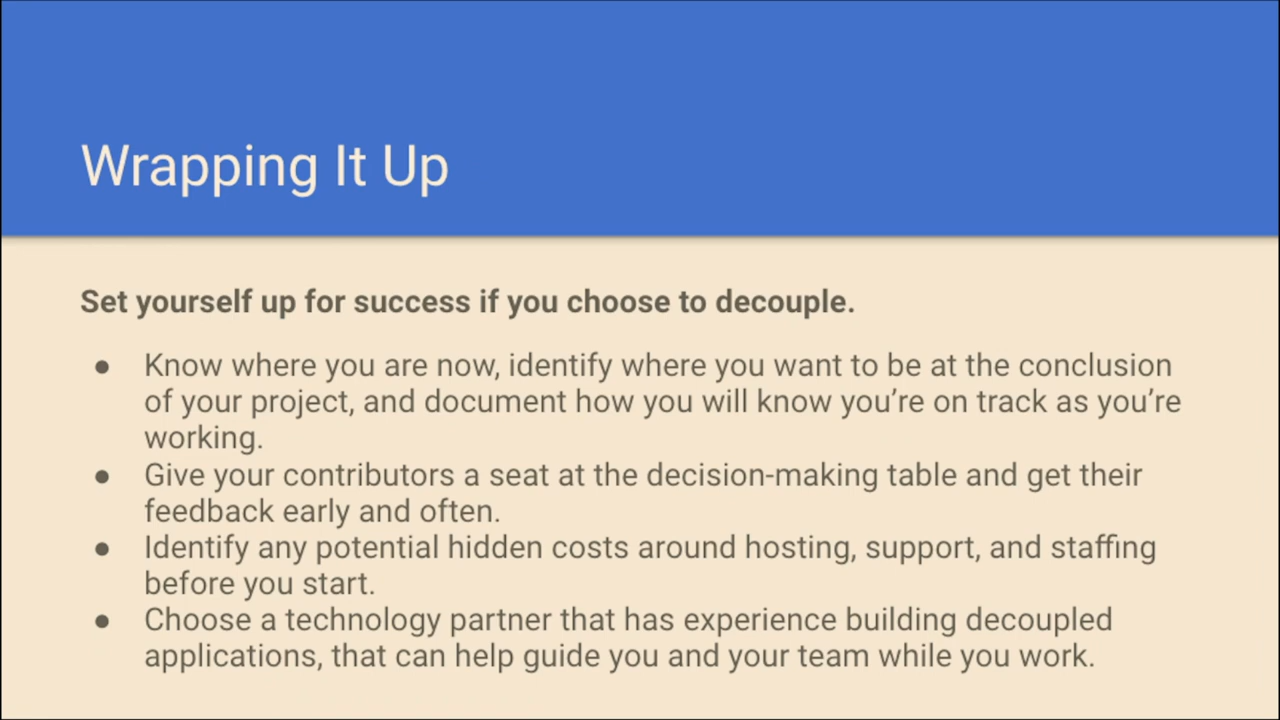 Wrapping It Up
Set yourself up for success if you choose to decouple.
● Know where you are now, identify where you want to be at the conclusion
of your project, and document how you will know you’re on track as you’re
working.
● Give your contributors a seat at the decision-making table and get their
feedback early and often.
● Identify any potential hidden costs around hosting, support, and staffing
before you start.
● Choose a technology partner that has experience building decoupled
applications, that can help guide you and your team while you work.